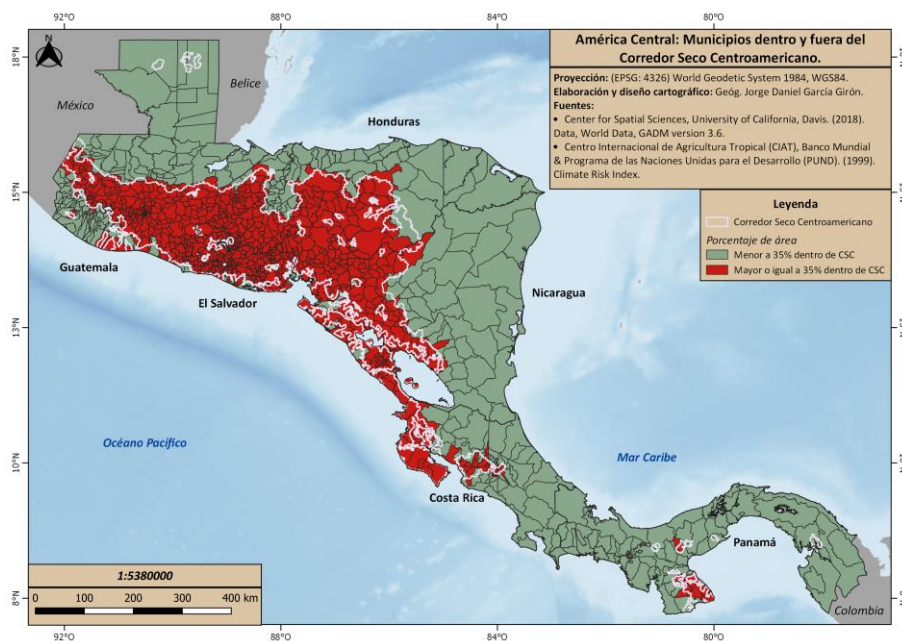 92°O
88°O
84°O
80°O
América Central: Municipios dentro y fuera del
Corredor Seco Centroamericano.
Proyección: (EPSG: 4326) World Geodetic System 1984, WGS84.
Elaboración y diseño cartográfico: Geóg. Jorge Daniel García Girón.
Fuentes:
• Center for Spatial Sciences, University of California, Davis. (2018).
Data, World Data, GADM version 3.6.
• Centro Internacional de Agricultura Tropical (CIAT), Banco Mundial
& Programa de las Naciones Unidas para el Desarrollo (PUND). (1999).
Climate Risk Index.
18°N
México
Belice
Honduras
15°N
Leyenda
Corredor Seco Centroamericano
Porcentaje de área
Menor a 35% dentro de CSC
Mayor o igual a 35% dentro de CSC
Guatemala
El Salvador
Nicaragua
13°N
Océano Pacífico
Mar Caribe
10°N
Costa Rica
Panamá
1:5380000
0 100 200 300 400 km
8°N
Colombia
92°O
88°O
84°O
80°O